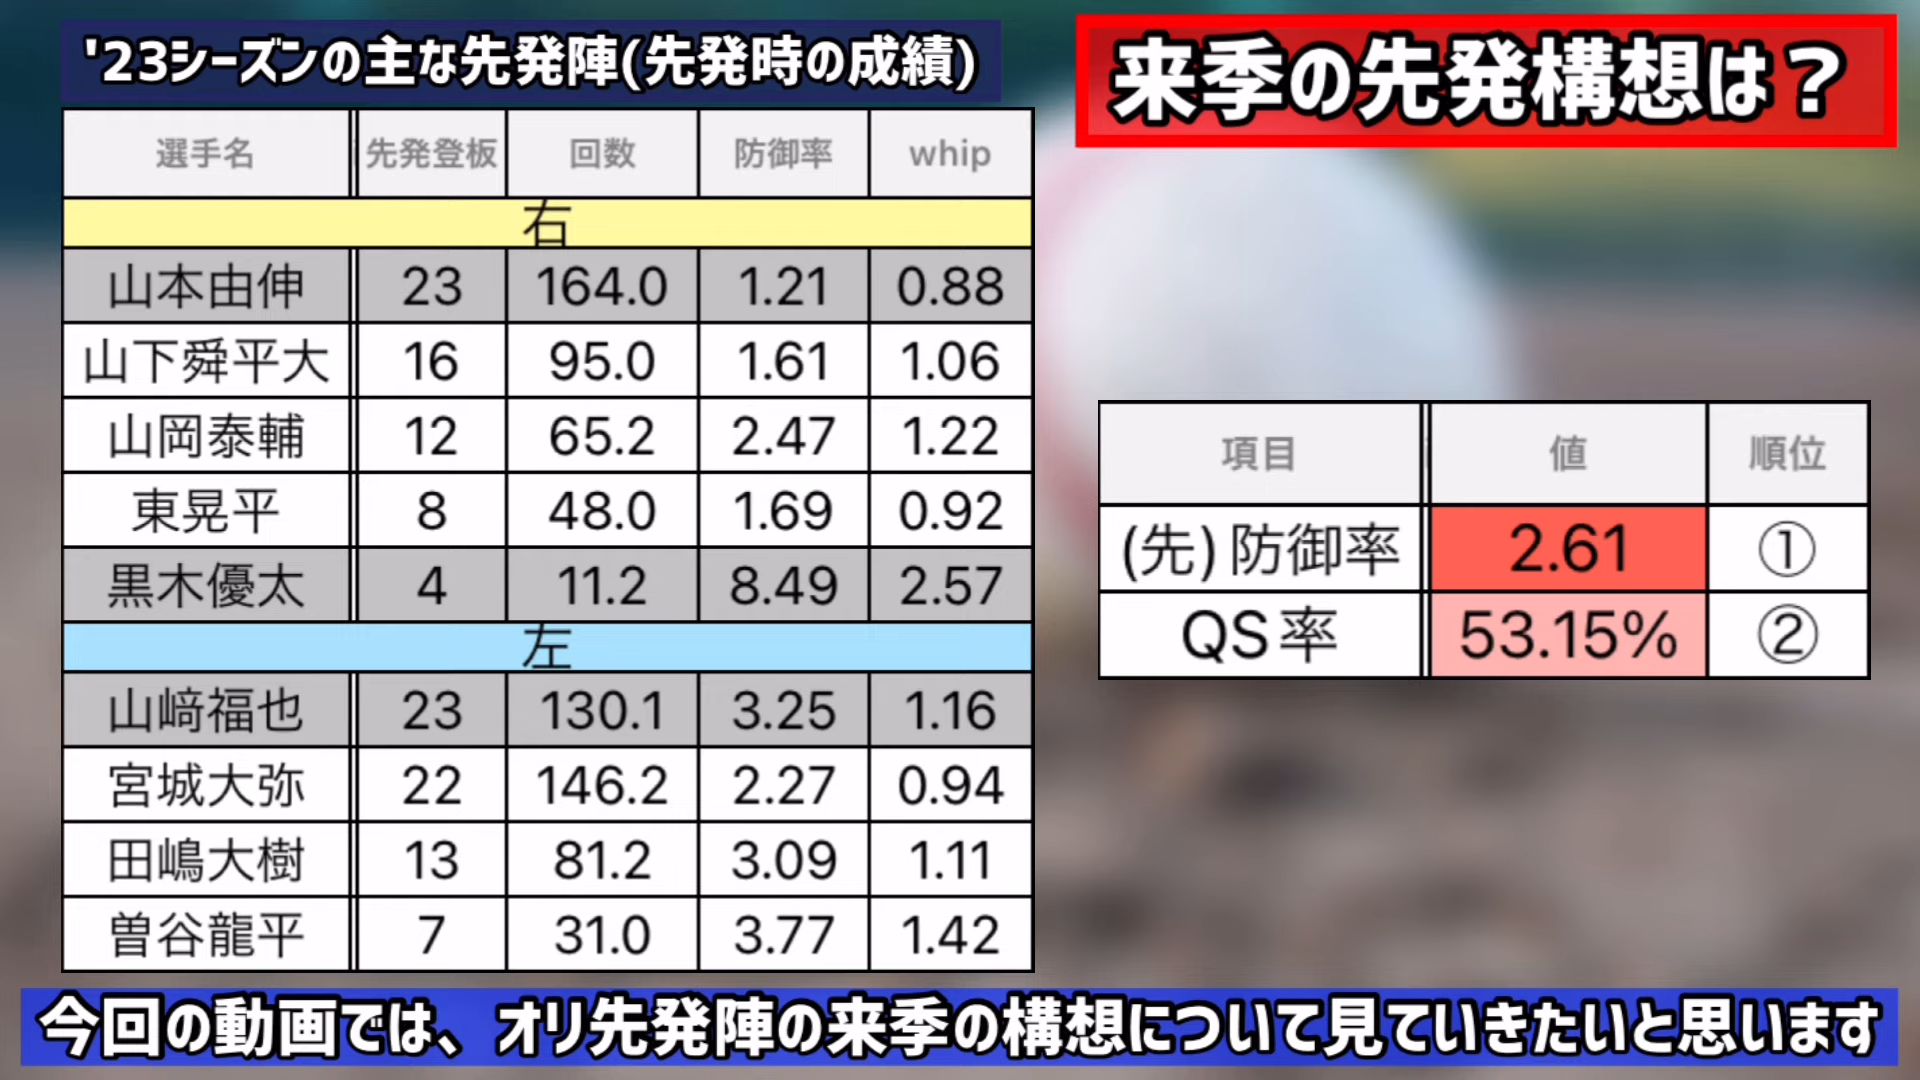 '23シーズンの主な先発陣(先発時の成績)
来季の先発構想は？
選手名 先発登板 回数 防御率 whip
右
山本由伸 23 164.0 1.21 0.88
山下舜平大 16 95.0 1.61 1.06
山岡泰輔 12 65.2 2.47 1.22
東晃平 8 48.0 1.69 0.92
黒木優太 4 11.2 8.49 2.57
左
山﨑福也 23 130.1 3.25 1.16
宮城大弥 22 146.2 2.27 0.94
田嶋大樹 13 81.2 3.09 1.11
曽谷龍平 7 31.0 3.77 1.42
項目 値 順位
(先)防御率 2.61 ①
QS率 53.15% ②
今回の動画では、オリ先発陣の来季の構想について見ていきたいと思います